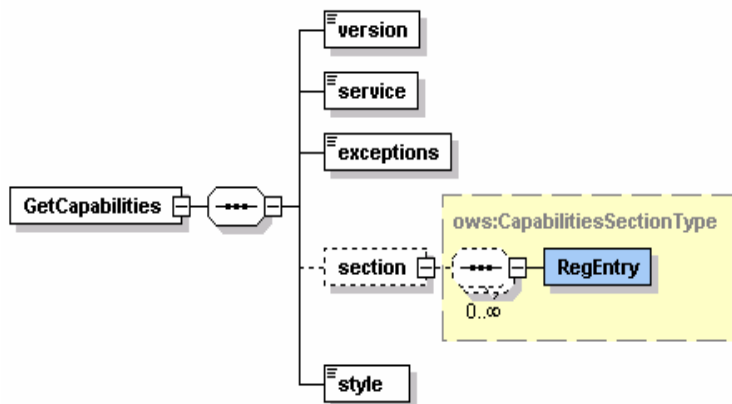 version
service
exceptions
GetCapabilities
ows:CapabilitiesSectionType
section
RegEntry
0..∞
style